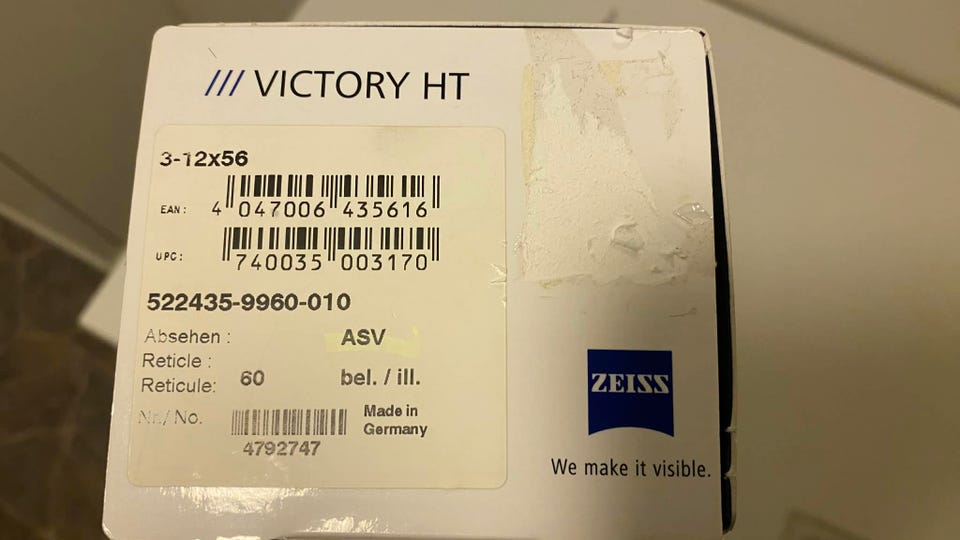 /// VICTORY HT
3-12x56
EAN: 4 047006 435616
UPC: 740035 003170
522435-9960-010
Absehen : ASV
Reticle :
Reticule: 60 bel. / ill.
Nr./ No. Made in
Germany
4792747
ZEISS
We make it visible.